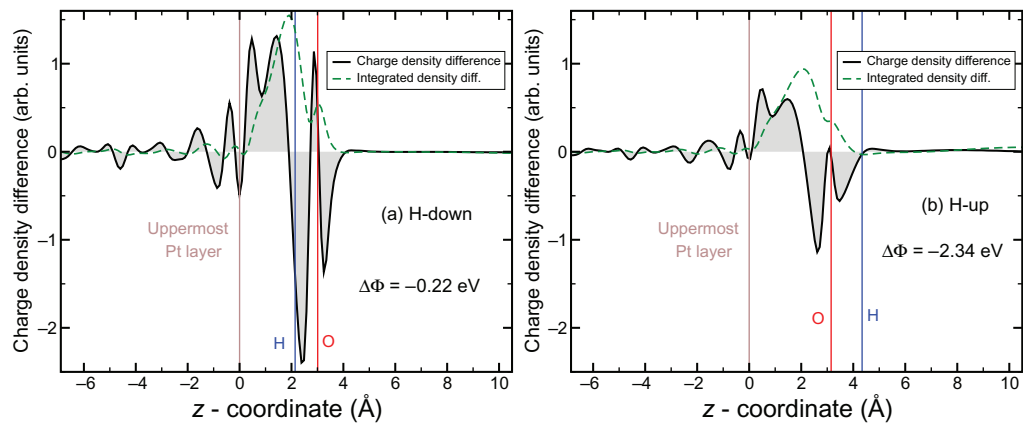 Charge density difference (arb. units)
1
0
−1
−2
Charge density difference
Integrated density diff.
Uppermost
Pt layer
(a) H-down
ΔΦ = −0.22 eV
H
O
−6 −4 −2 0 2 4 6 8 10
z - coordinate (Å)
Charge density difference (arb. units)
1
0
−1
−2
Charge density difference
Integrated density diff.
Uppermost
Pt layer
(b) H-up
ΔΦ = −2.34 eV
O
H
−6 −4 −2 0 2 4 6 8 10
z - coordinate (Å)